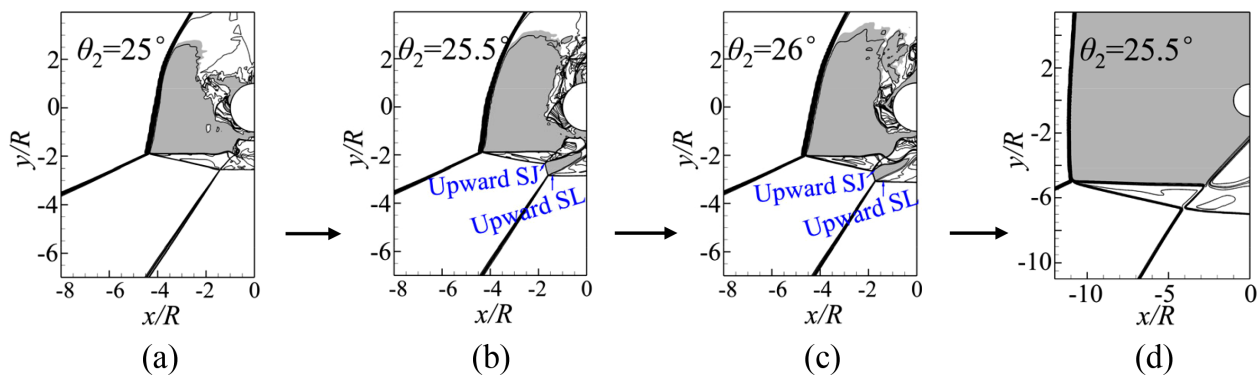 θ₂=25°
θ₂=25.5°
θ₂=26°
θ₂=25.5°
y/R
2
0
-2
-4
-6
-8
-6
-4
-2
0
x/R
y/R
2
0
-2
-4
-6
Upward SJ
Upward SL
-8
-6
-4
-2
0
x/R
y/R
2
0
-2
-4
-6
Upward SJ
Upward SL
-8
-6
-4
-2
0
x/R
y/R
2
-2
-6
-10
-10
-5
0
x/R
(a)
(b)
(c)
(d)